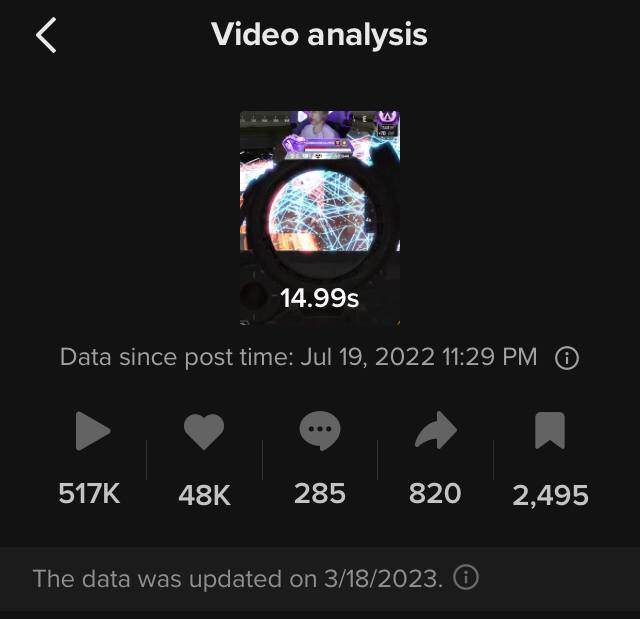 Video analysis
14.99s
Data since post time: Jul 19, 2022 11:29 PM
517K
48K
285
820
2,495
The data was updated on 3/18/2023.